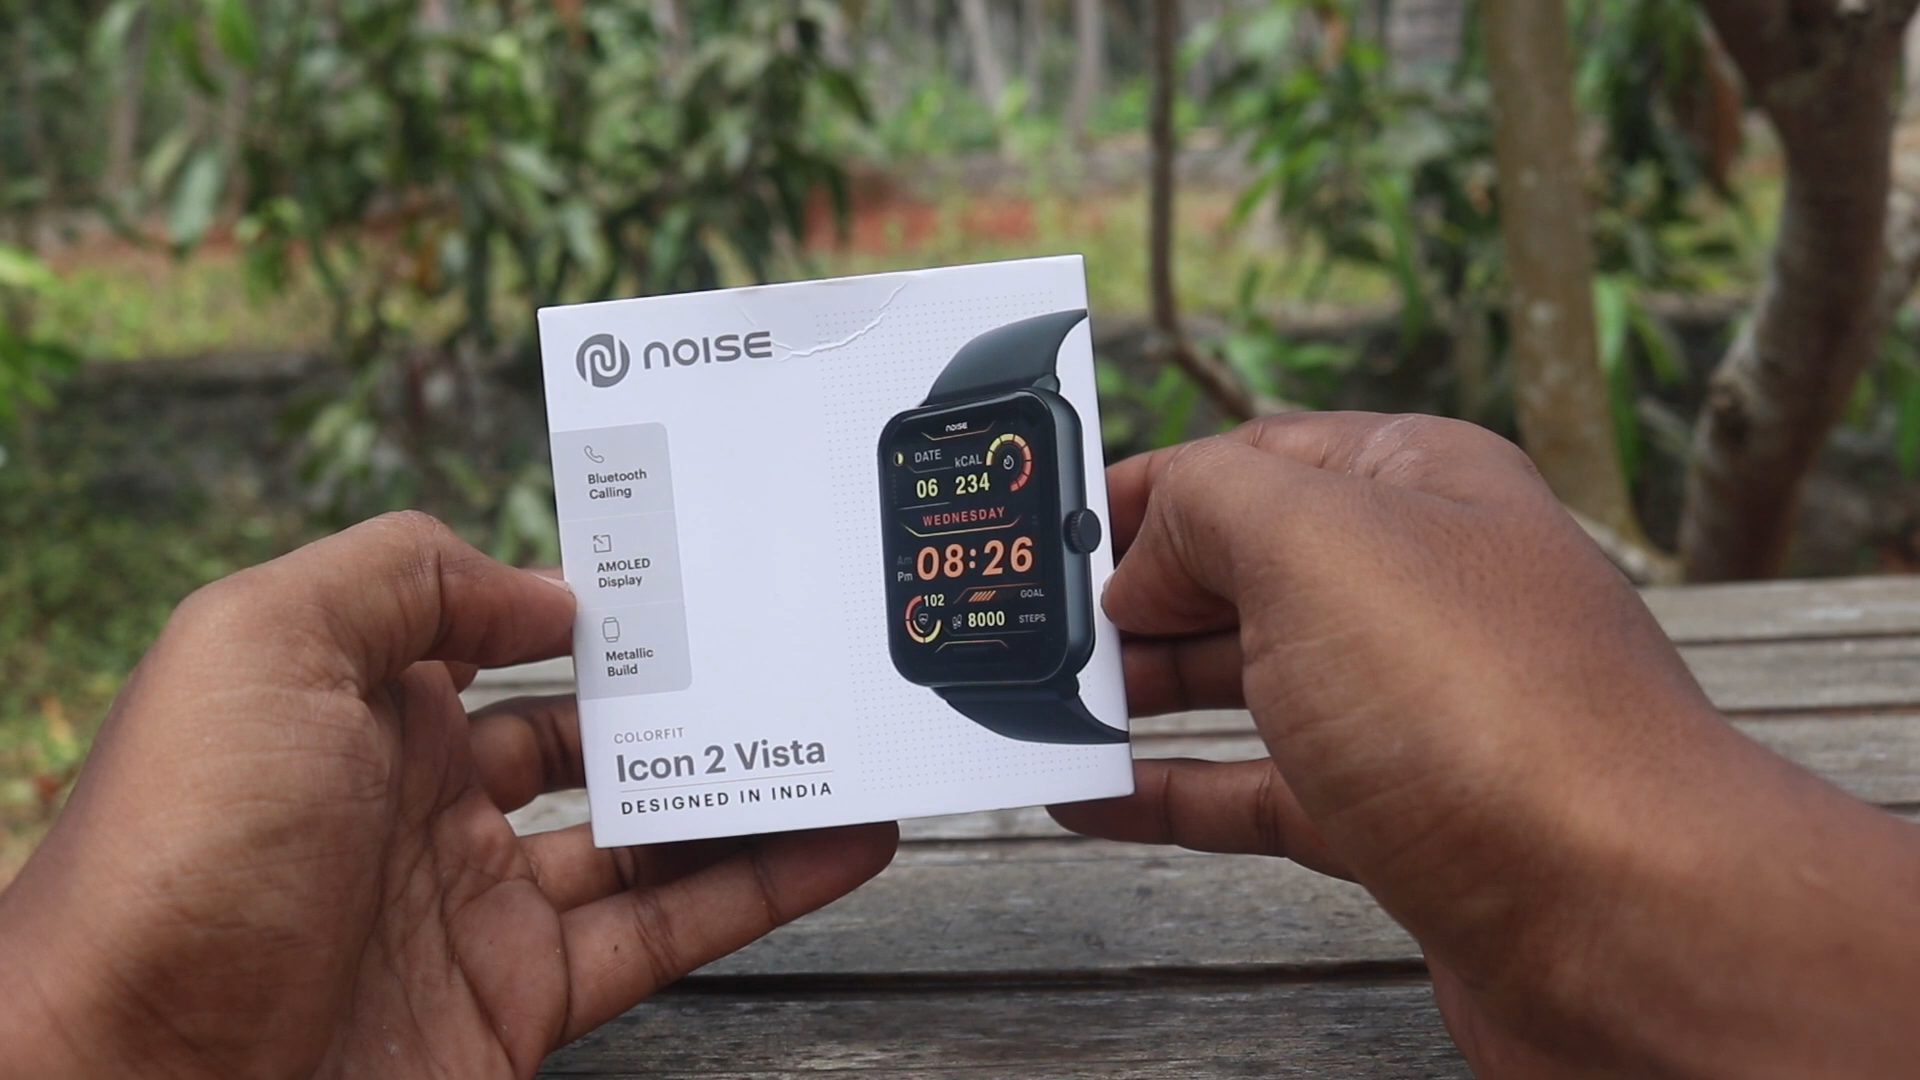 NOISE
Bluetooth
Calling
AMOLED
Display
Metallic
Build
COLORFIT
Icon 2 Vista
DESIGNED IN INDIA
NOISE
DATE kCAL
06 234
WEDNESDAY
Am
Pm 08:26
102 GOAL
8000 STEPS